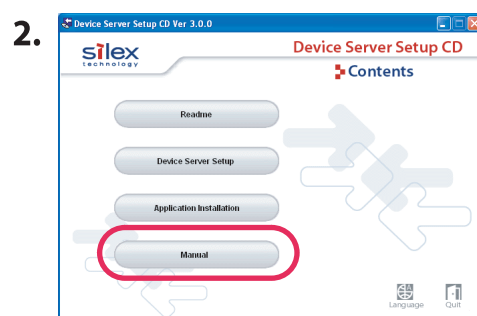 2.
Device Server Setup CD Ver 3.0.0
silex
technology
Device Server Setup CD
Contents
Readme
Device Server Setup
Application Installation
Manual
Language
Quit